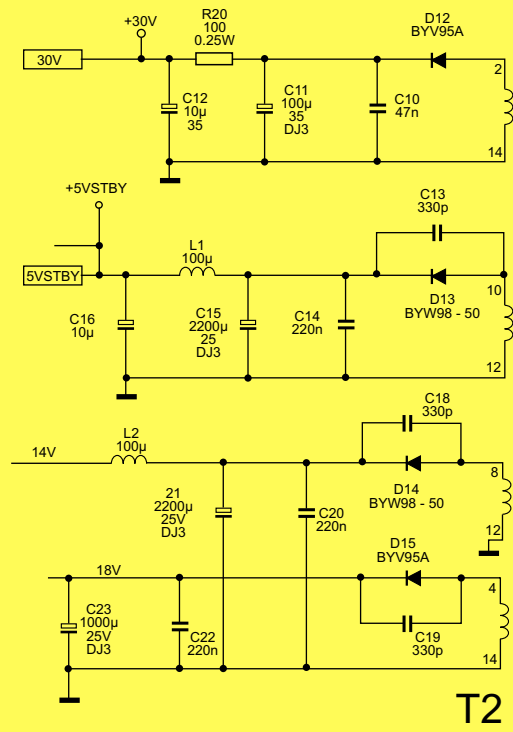 +30V
R20
100
0.25W
D12
BYV95A
30V
2
C12
10µ
35
C11
100µ
35
DJ3
C10
47n
14
+5VSTBY
C13
330p
L1
100µ
5VSTBY
10
D13
BYW98 - 50
C16
10µ
C15
2200µ
25
DJ3
C14
220n
12
C18
330p
L2
100µ
14V
8
D14
BYW98 - 50
21
2200µ
25V
DJ3
C20
220n
12
D15
BYV95A
18V
4
C23
1000µ
25V
DJ3
C22
220n
C19
330p
14
T2